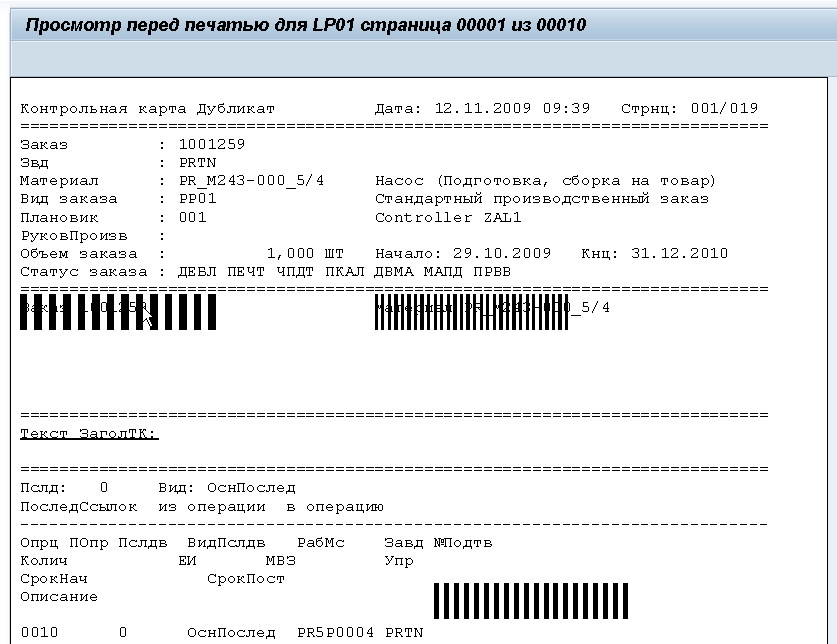 Просмотр перед печатью для LP01 страница 00001 из 00010
Контрольная карта Дубликат Дата: 12.11.2009 09:39 Стрнц: 001/019
==========================================================================
Заказ : 1001259
Звд : PRTN
Материал : PR_M243-000_5/4 Насос (Подготовка, сборка на товар)
Вид заказа : PP01 Стандартный производственный заказ
Плановик : 001 Controller ZAL1
РуковПроизв :
Объем заказа : 1,000 ШТ Начало: 29.10.2009 Кнц: 31.12.2010
Статус заказа : ДЕБЛ ПЕЧТ ЧПДТ ПКАЛ ДВМА МАПД ПРВВ
==========================================================================
Заказ 1001259 Материал PR_M243-000_5/4
==========================================================================
Текст ЗаголТК:
==========================================================================
Пслд: 0 Вид: ОснПослед
ПоследСсылок из операции в операцию
--------------------------------------------------------------------------
Опрц ПОпр Пслдв ВидПслдв РабМс Завд №Подтв
Колич ЕИ МВЗ Упр
СрокНач СрокПост
Описание
0010 0 ОснПослед PR5P0004 PRTN